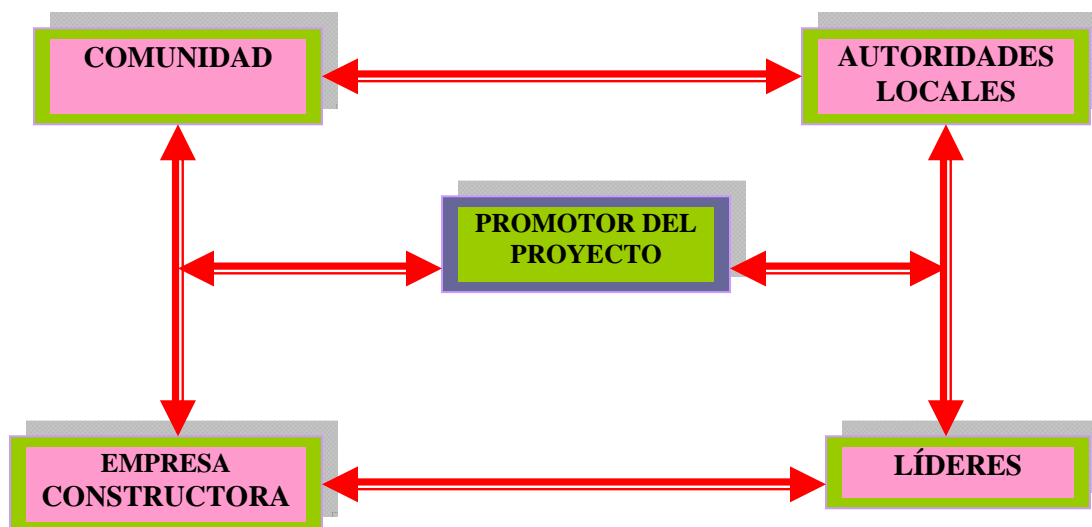 COMUNIDAD
AUTORIDADES
LOCALES
PROMOTOR DEL
PROYECTO
EMPRESA
CONSTRUCTORA
LÍDERES